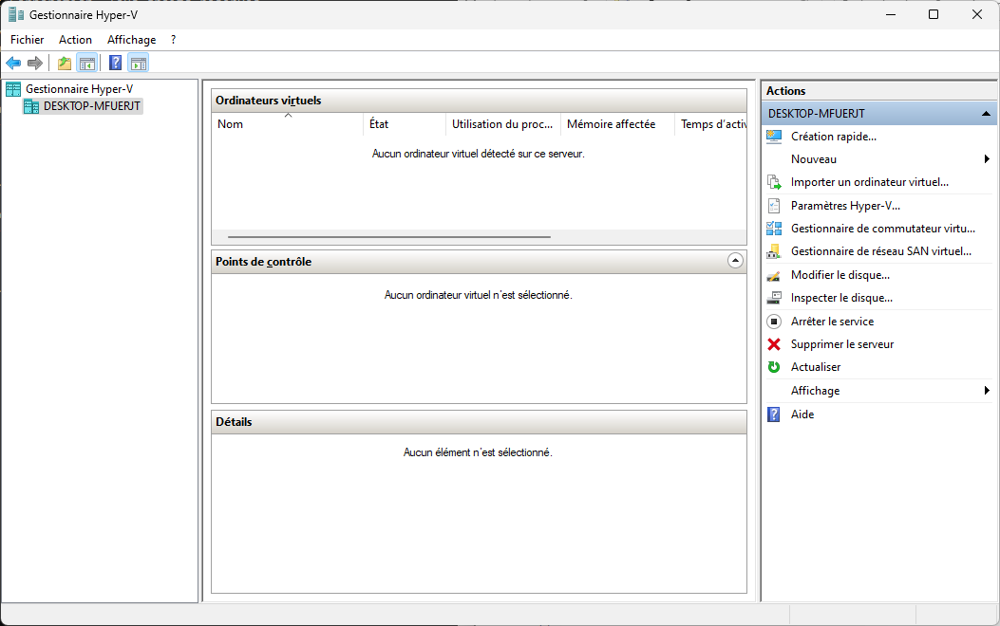 Gestionnaire Hyper-V
Fichier Action Affichage ?
Gestionnaire Hyper-V
DESKTOP-MFUERJT
Ordinateurs virtuels
Nom État Utilisation du proc... Mémoire affectée Temps d'activ
Aucun ordinateur virtuel détecté sur ce serveur.
Points de contrôle
Aucun ordinateur virtuel n'est sélectionné.
Détails
Aucun élément n'est sélectionné.
Actions
DESKTOP-MFUERJT
Création rapide...
Nouveau
Importer un ordinateur virtuel...
Paramètres Hyper-V...
Gestionnaire de commutateur virtu...
Gestionnaire de réseau SAN virtuel...
Modifier le disque...
Inspecter le disque...
Arrêter le service
Supprimer le serveur
Actualiser
Affichage
Aide